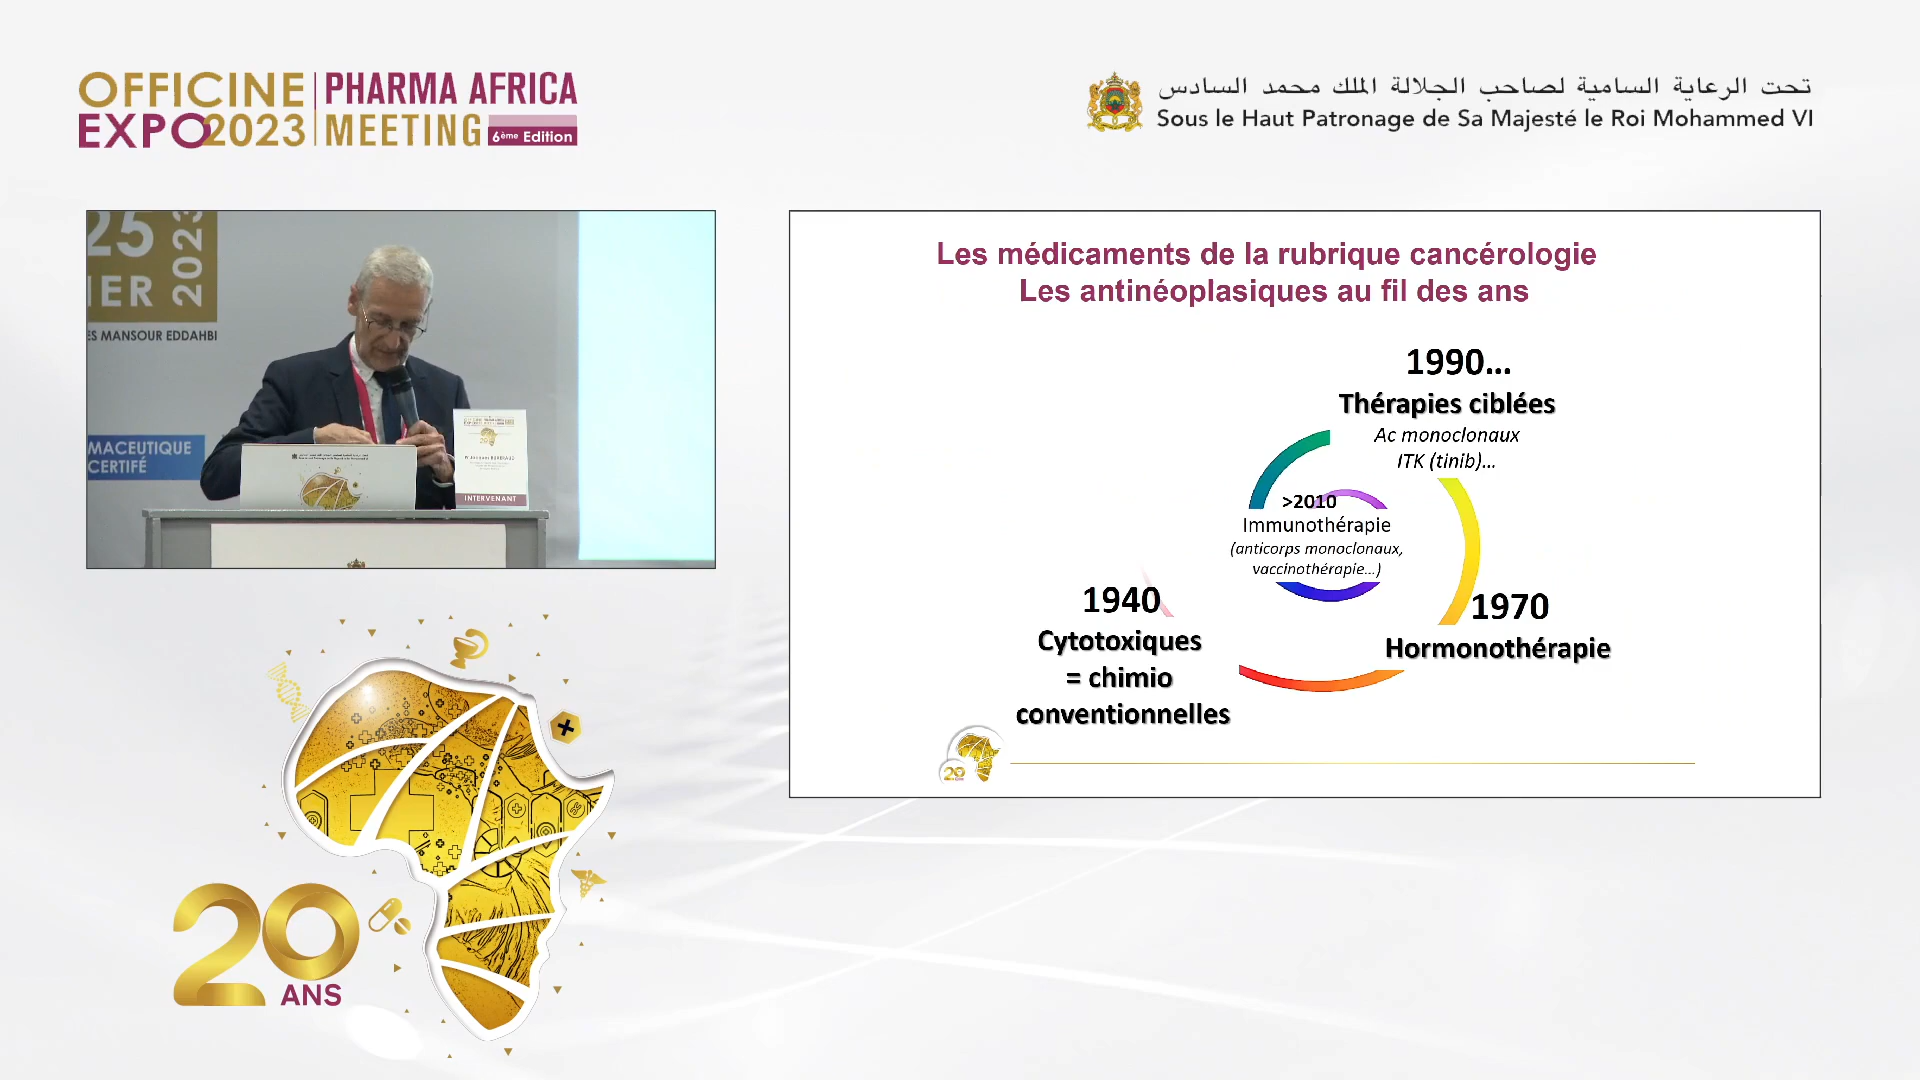 OFFICINE
EXPO2023
PHARMA AFRICA
MEETING 6ème Edition
تحت الرعاية السامية لصاحب الجلالة الملك محمد السادس
Sous le Haut Patronage de Sa Majesté le Roi Mohammed VI
25
IER 2023
ES MANSOUR EDDAHBI
MACEUTIQUE
CERTIFÉ
INTERVENANT
Les médicaments de la rubrique cancérologie
Les antinéoplasiques au fil des ans
1990...
Thérapies ciblées
Ac monoclonaux
ITK (tinib)...
>2010
Immunothérapie
(anticorps monoclonaux,
vaccinothérapie...)
1940
Cytotoxiques
= chimio
conventionnelles
1970
Hormonothérapie
20
20
ANS